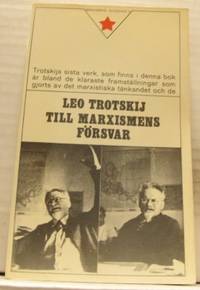 Trotskijs sista verk, som finns i denna bok
är bland de klaraste framställningar som
gjorts av det marxistiska tänkandet och de
LEO TROTSKIJ
TILL MARXISMENS
FÖRSVAR